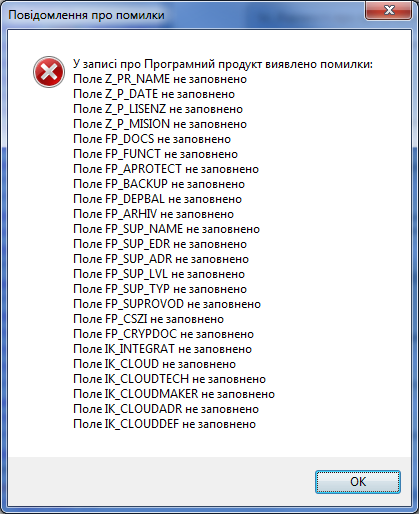 Повідомлення про помилки
У записі про Програмний продукт виявлено помилки:
Поле Z_PR_NAME не заповнено
Поле Z_P_DATE не заповнено
Поле Z_P_LISENZ не заповнено
Поле Z_P_MISION не заповнено
Поле FP_DOCS не заповнено
Поле FP_FUNCT не заповнено
Поле FP_APROTECT не заповнено
Поле FP_BACKUP не заповнено
Поле FP_DEPBAL не заповнено
Поле FP_ARHIV не заповнено
Поле FP_SUP_NAME не заповнено
Поле FP_SUP_EDR не заповнено
Поле FP_SUP_ADR не заповнено
Поле FP_SUP_LVL не заповнено
Поле FP_SUP_TYP не заповнено
Поле FP_SUPROVOD не заповнено
Поле FP_CSZI не заповнено
Поле FP_CRYPDOC не заповнено
Поле IK_INTEGRAT не заповнено
Поле IK_CLOUD не заповнено
Поле IK_CLOUDTECH не заповнено
Поле IK_CLOUDMAKER не заповнено
Поле IK_CLOUDADR не заповнено
Поле IK_CLOUDDEF не заповнено
OK